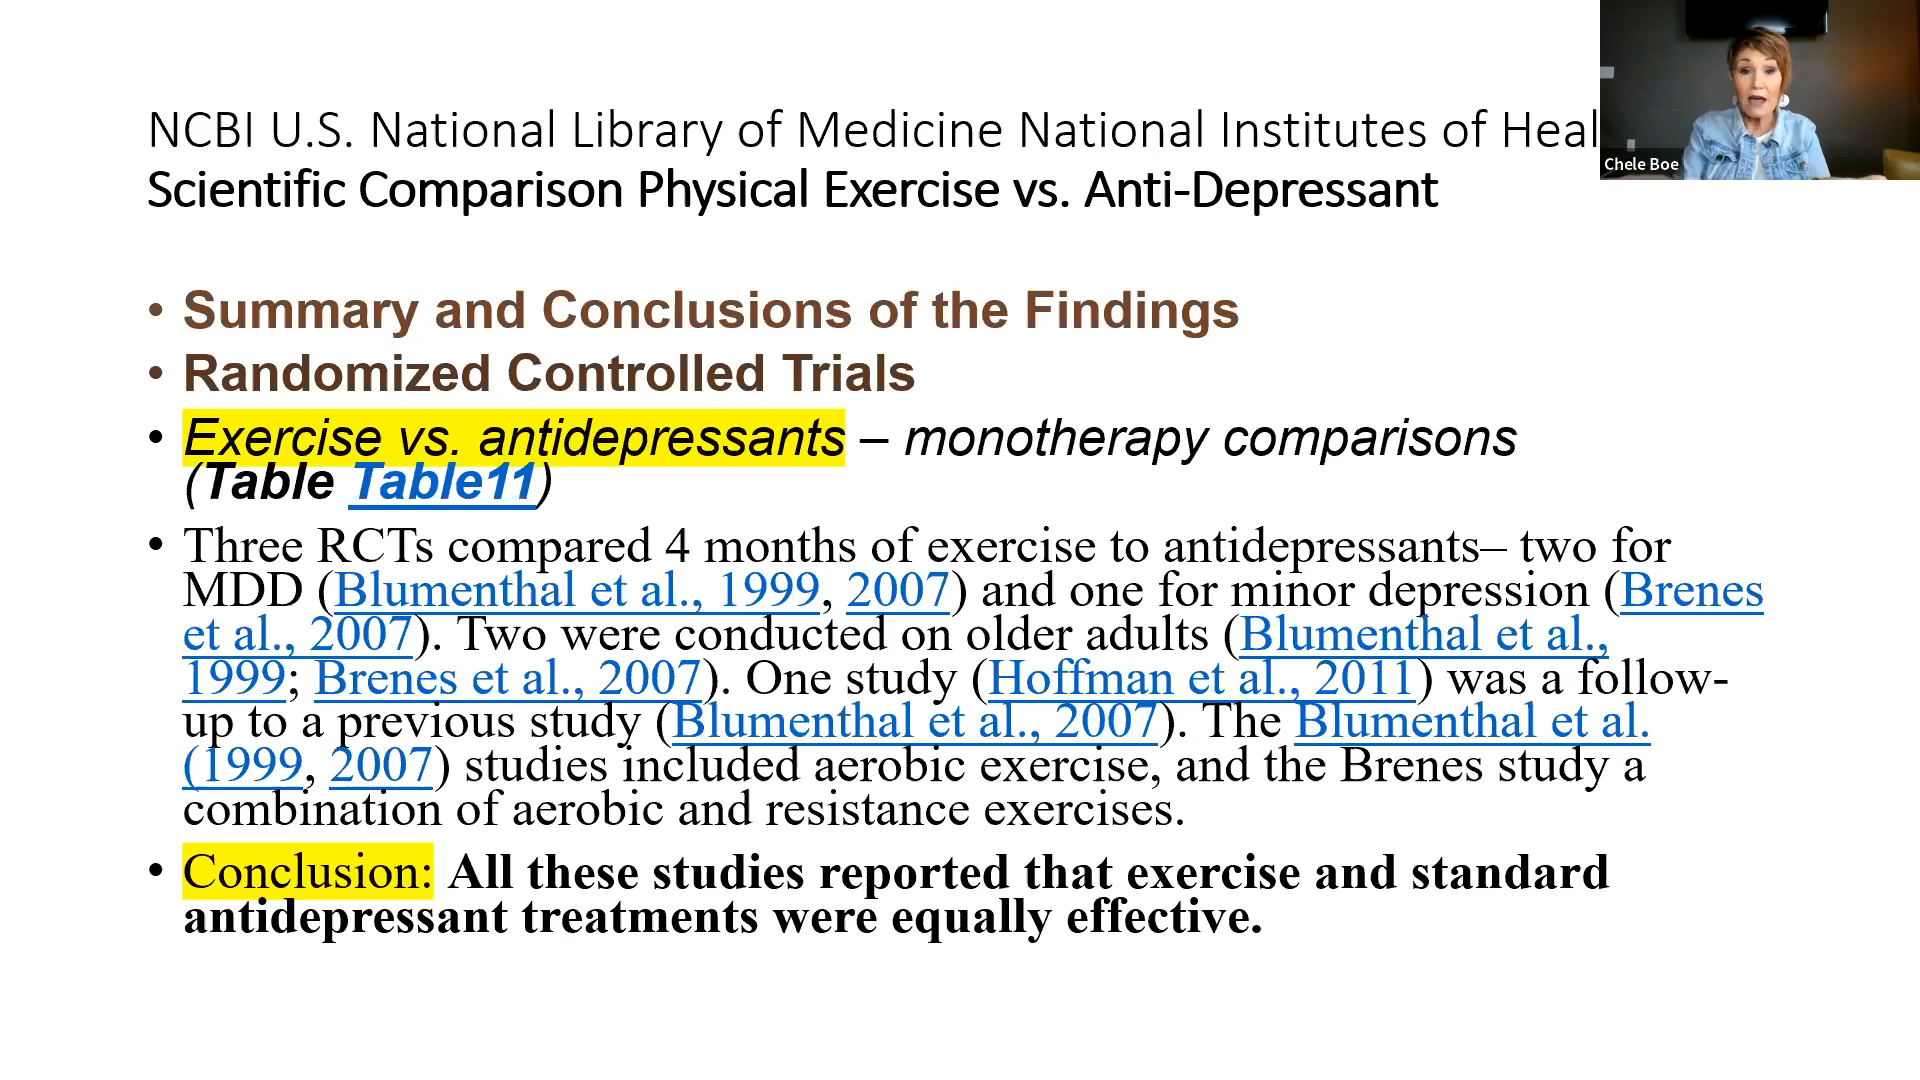 NCBI U.S. National Library of Medicine National Institutes of Heal
Scientific Comparison Physical Exercise vs. Anti-Depressant
Chele Boe
• Summary and Conclusions of the Findings
• Randomized Controlled Trials
• Exercise vs. antidepressants – monotherapy comparisons
(Table Table11)
• Three RCTs compared 4 months of exercise to antidepressants– two for
MDD (Blumenthal et al., 1999, 2007) and one for minor depression (Brenes
et al., 2007). Two were conducted on older adults (Blumenthal et al.,
1999; Brenes et al., 2007). One study (Hoffman et al., 2011) was a follow-
up to a previous study (Blumenthal et al., 2007). The Blumenthal et al.
(1999, 2007) studies included aerobic exercise, and the Brenes study a
combination of aerobic and resistance exercises.
• Conclusion: All these studies reported that exercise and standard
antidepressant treatments were equally effective.